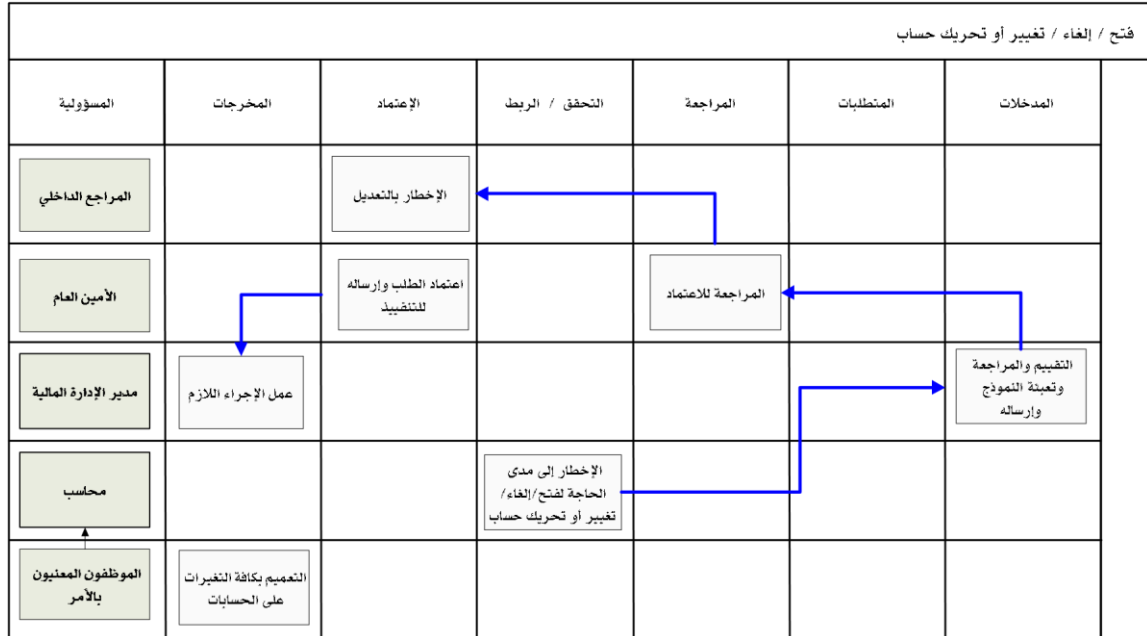 فتح / إلغاء / تغيير أو تحريك حساب
المدخلات
المتطلبات
المراجعة
التحقق / الربط
الإعتماد
المخرجات
المسؤولية
الإخطار بالتعديل
المراجع الداخلي
المراجعة للاعتماد
اعتماد الطلب وإرساله
للتنفييذ
الأمين العام
التقييم والمراجعة
وتعبئة النموذج
وإرساله
عمل الإجراء اللازم
مدير الإدارة المالية
الإخطار إلى مدى
الحاجة لفتح/إلغاء/
تغيير أو تحريك حساب
محاسب
التعميم بكافة التغيرات
على الحسابات
الموظفون المعنيون
بالأمر